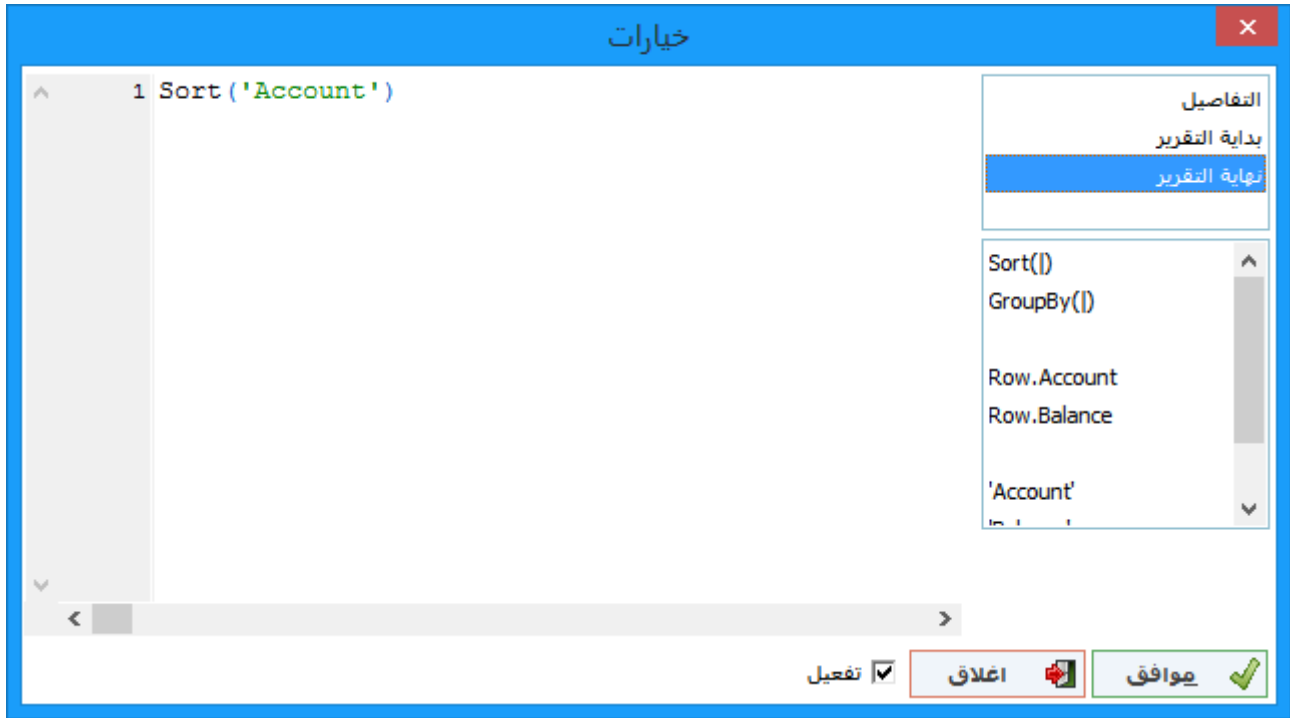 خيارات
1 Sort('Account')
التفاصيل
بداية التقرير
نهاية التقرير
Sort(|)
GroupBy(|)
Row.Account
Row.Balance
'Account'
موافق
اغلاق
تفعيل